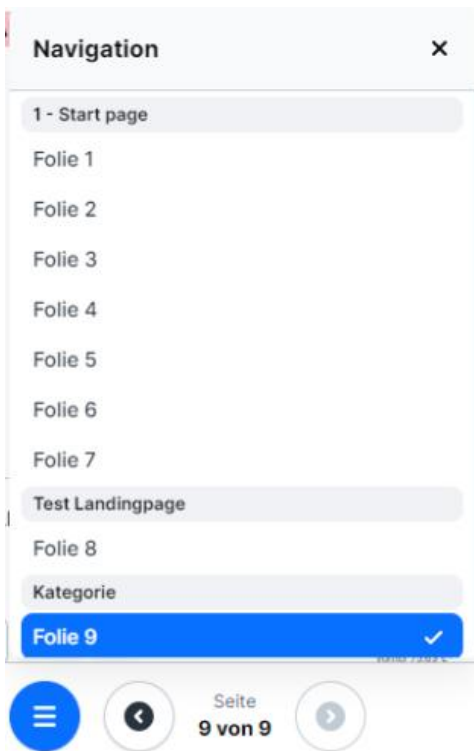 Navigation
1 - Start page
Folie 1
Folie 2
Folie 3
Folie 4
Folie 5
Folie 6
Folie 7
Test Landingpage
Folie 8
Kategorie
Folie 9
Seite
9 von 9